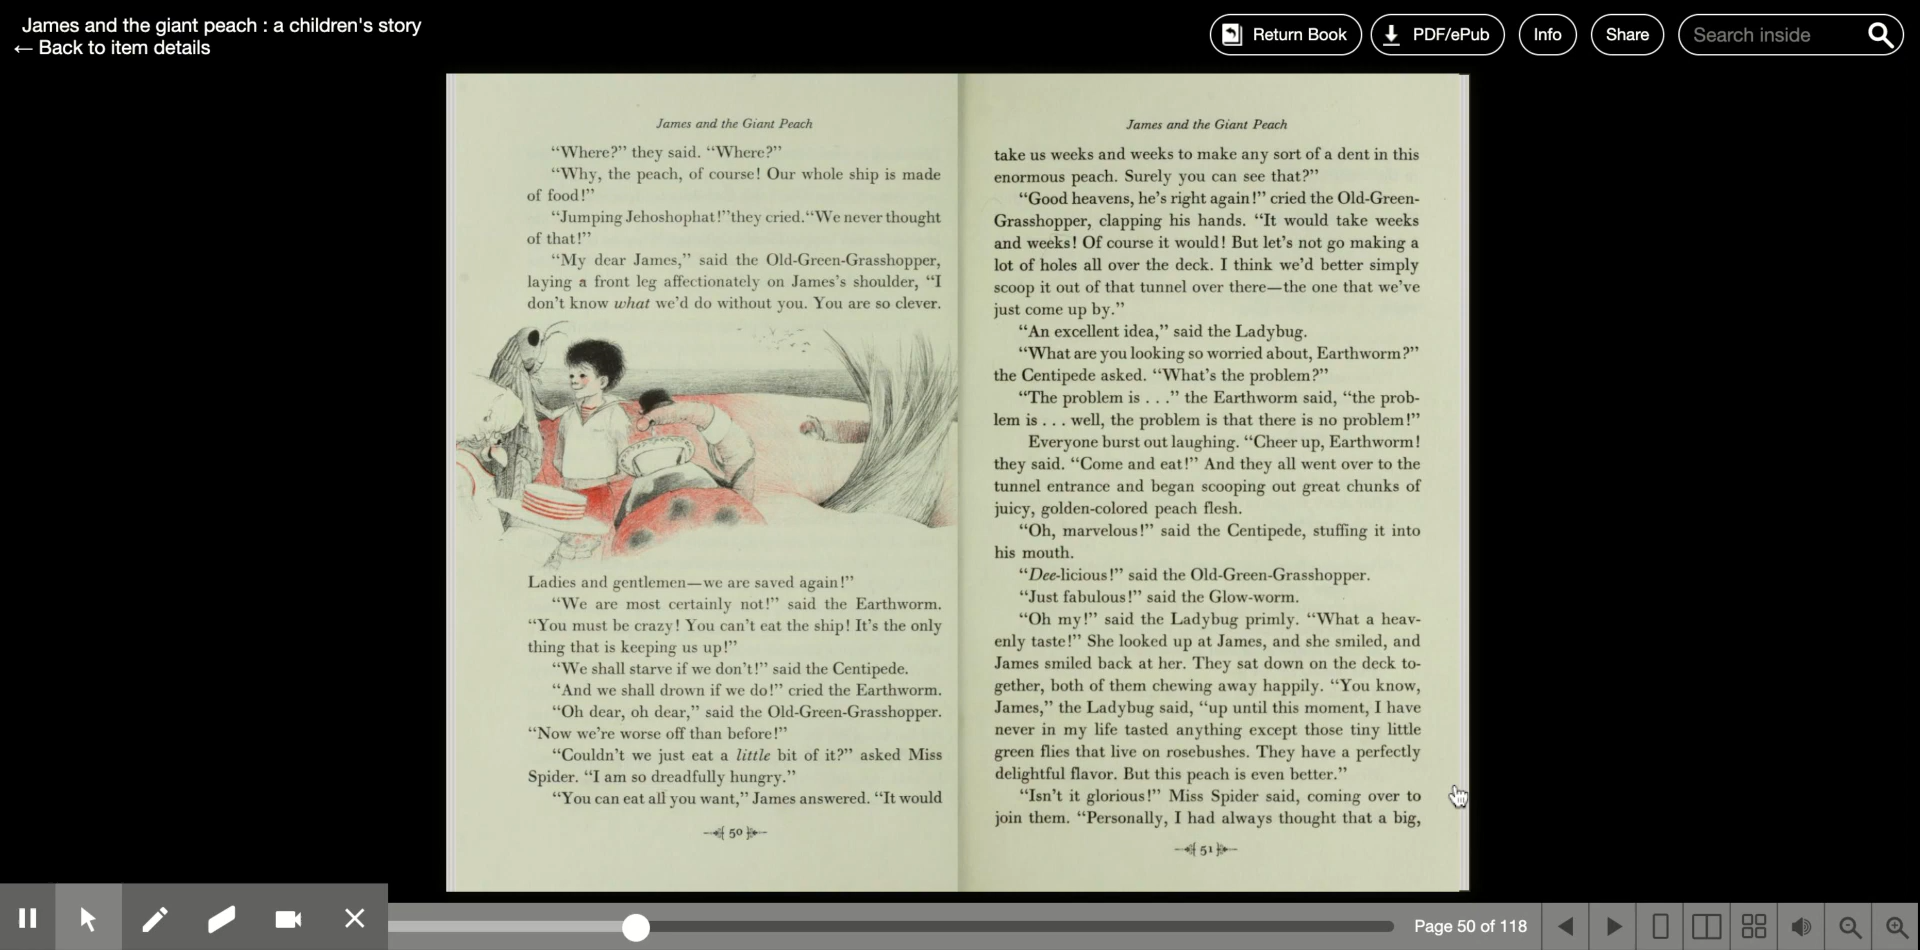 James and the giant peach : a children's story
← Back to item details
Return Book
PDF/ePub
Info
Share
Search inside
James and the Giant Peach
“Where?” they said. “Where?”
“Why, the peach, of course! Our whole ship is made
of food!”
“Jumping Jehoshophat!” they cried. “We never thought
of that!”
“My dear James,” said the Old-Green-Grasshopper,
laying a front leg affectionately on James’s shoulder, “I
don’t know what we’d do without you. You are so clever.
Ladies and gentlemen—we are saved again!”
“We are most certainly not!” said the Earthworm.
“You must be crazy! You can’t eat the ship! It’s the only
thing that is keeping us up!”
“We shall starve if we don’t!” said the Centipede.
“And we shall drown if we do!” cried the Earthworm.
“Oh dear, oh dear,” said the Old-Green-Grasshopper.
“Now we’re worse off than before!”
“Couldn’t we just eat a little bit of it?” asked Miss
Spider. “I am so dreadfully hungry.”
“You can eat all you want,” James answered. “It would
50
James and the Giant Peach
take us weeks and weeks to make any sort of a dent in this
enormous peach. Surely you can see that?”
“Good heavens, he’s right again!” cried the Old-Green-
Grasshopper, clapping his hands. “It would take weeks
and weeks! Of course it would! But let’s not go making a
lot of holes all over the deck. I think we’d better simply
scoop it out of that tunnel over there—the one that we’ve
just come up by.”
“An excellent idea,” said the Ladybug.
“What are you looking so worried about, Earthworm?”
the Centipede asked. “What’s the problem?”
“The problem is . . .” the Earthworm said, “the prob-
lem is . . . well, the problem is that there is no problem!”
Everyone burst out laughing. “Cheer up, Earthworm!
they said. “Come and eat!” And they all went over to the
tunnel entrance and began scooping out great chunks of
juicy, golden-colored peach flesh.
“Oh, marvelous!” said the Centipede, stuffing it into
his mouth.
“Dee-licious!” said the Old-Green-Grasshopper.
“Just fabulous!” said the Glow-worm.
“Oh my!” said the Ladybug primly. “What a heav-
enly taste!” She looked up at James, and she smiled, and
James smiled back at her. They sat down on the deck to-
gether, both of them chewing away happily. “You know,
James,” the Ladybug said, “up until this moment, I have
never in my life tasted anything except those tiny little
green flies that live on rosebushes. They have a perfectly
delightful flavor. But this peach is even better.”
“Isn’t it glorious!” Miss Spider said, coming over to
join them. “Personally, I had always thought that a big,
51
Page 50 of 118